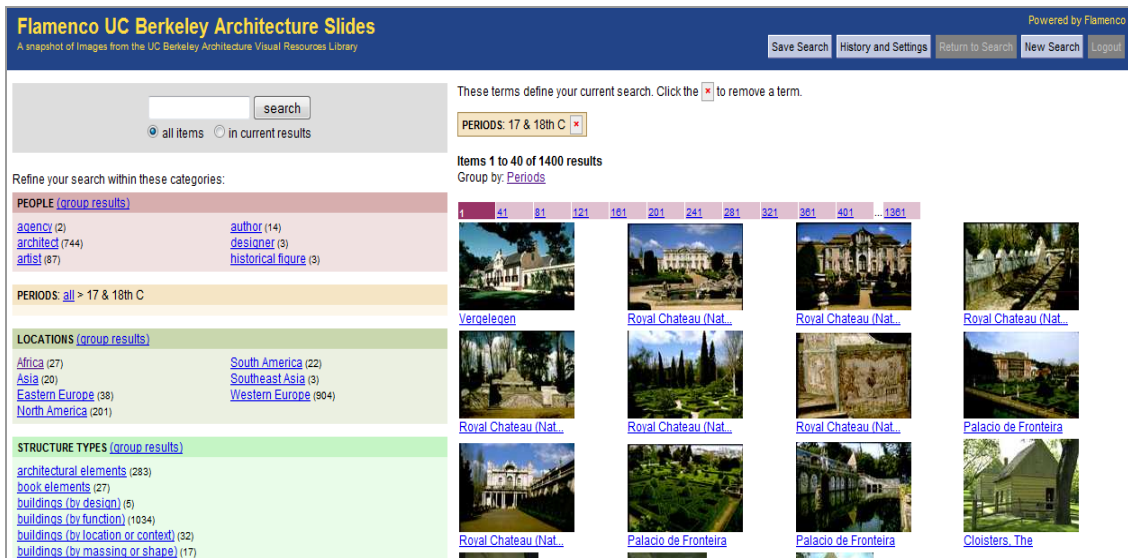 Flamenco UC Berkeley Architecture Slides
A snapshot of Images from the UC Berkeley Architecture Visual Resources Library
Powered by Flamenco
Save Search History and Settings Return to Search New Search Logout
search
all items in current results
Refine your search within these categories:
PEOPLE (group results)
agency (2) author (14)
architect (744) designer (3)
artist (87) historical figure (3)
PERIODS: all > 17 & 18th C
LOCATIONS (group results)
Africa (27) South America (22)
Asia (20) Southeast Asia (3)
Eastern Europe (38) Western Europe (904)
North America (201)
STRUCTURE TYPES (group results)
architectural elements (283)
book elements (27)
buildings (by design) (5)
buildings (by function) (1034)
buildings (by location or context) (32)
buildings (by massing or shape) (17)
These terms define your current search. Click the × to remove a term.
PERIODS: 17 & 18th C ×
Items 1 to 40 of 1400 results
Group by: Periods
1 41 81 121 161 201 241 281 321 361 401 ...1361
Vergelegen Royal Chateau (Nat... Royal Chateau (Nat... Royal Chateau (Nat...
Royal Chateau (Nat... Royal Chateau (Nat... Royal Chateau (Nat... Palacio de Fronteira
Royal Chateau (Nat... Palacio de Fronteira Palacio de Fronteira Cloisters, The